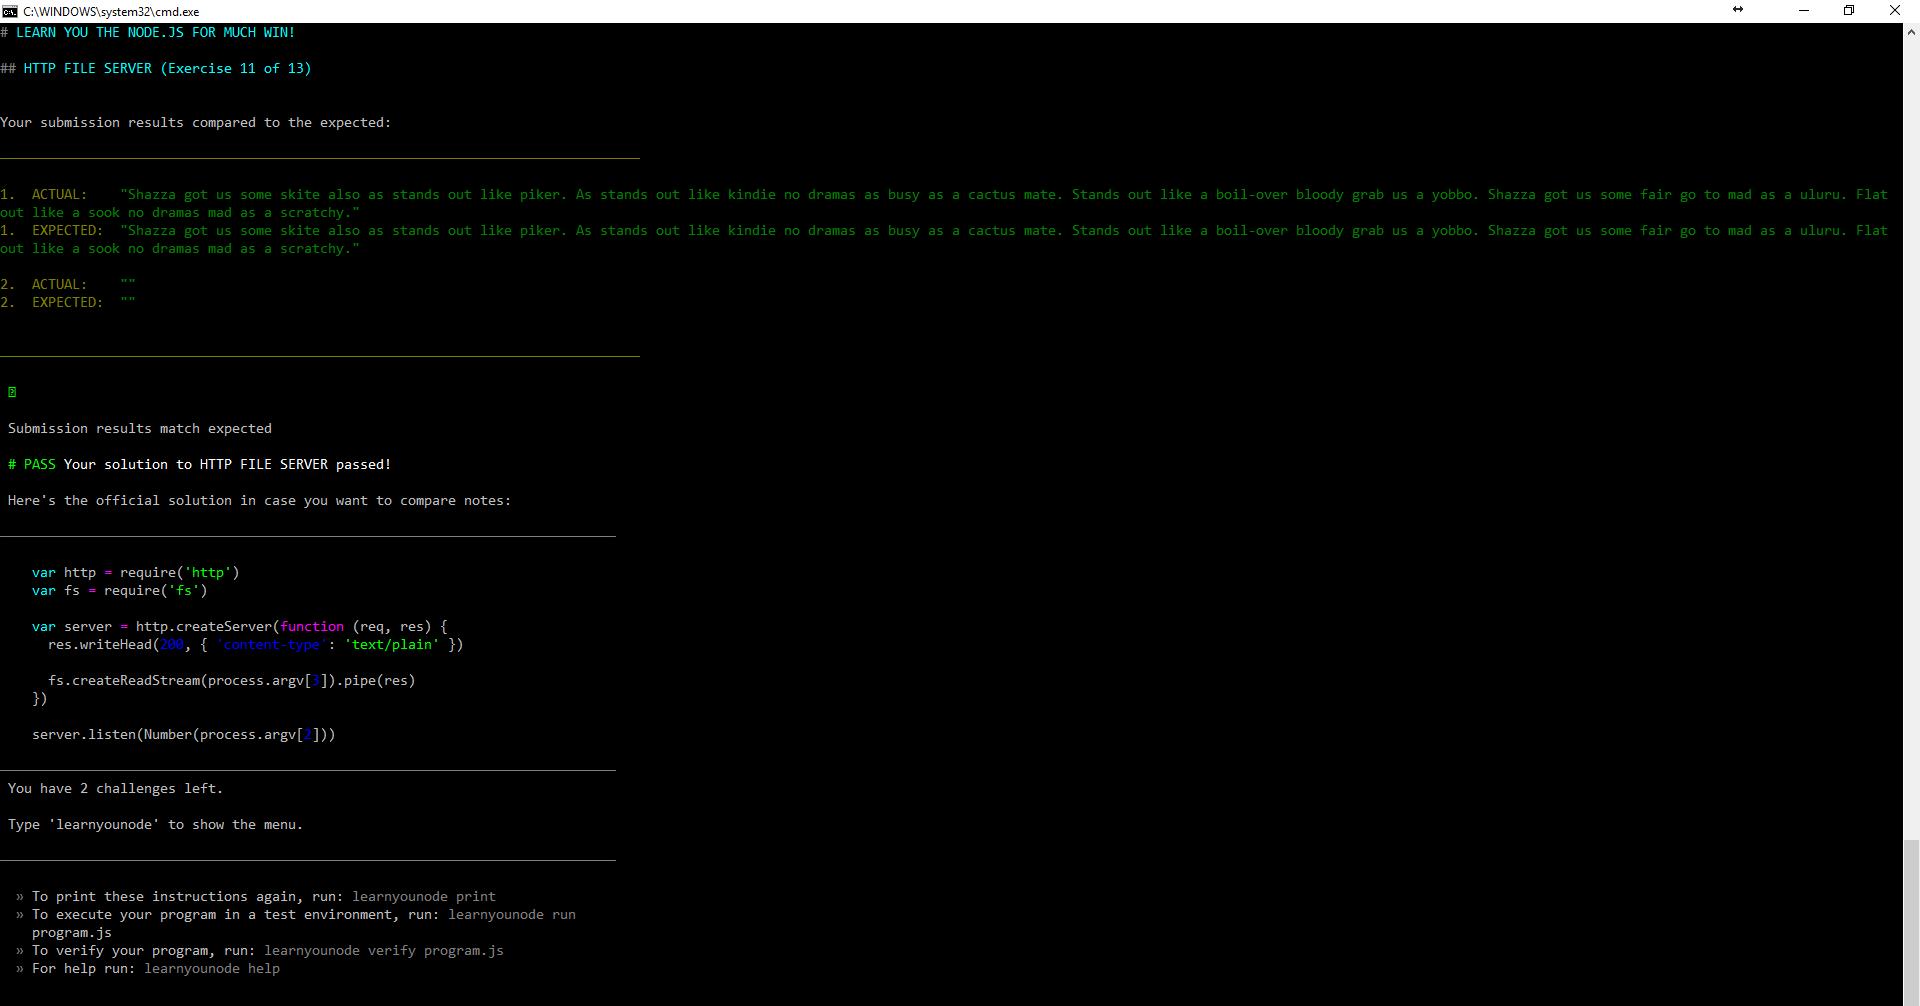 C:\WINDOWS\system32\cmd.exe
# LEARN YOU THE NODE.JS FOR MUCH WIN!
## HTTP FILE SERVER (Exercise 11 of 13)
Your submission results compared to the expected:
1.  ACTUAL:    "Shazza got us some skite also as stands out like piker. As stands out like kindie no dramas as busy as a cactus mate. Stands out like a boil-over bloody grab us a yobbo. Shazza got us some fair go to mad as a uluru. Flat
out like a sook no dramas mad as a scratchy."
1.  EXPECTED:  "Shazza got us some skite also as stands out like piker. As stands out like kindie no dramas as busy as a cactus mate. Stands out like a boil-over bloody grab us a yobbo. Shazza got us some fair go to mad as a uluru. Flat
out like a sook no dramas mad as a scratchy."
2.  ACTUAL:    ""
2.  EXPECTED:  ""
Submission results match expected
# PASS Your solution to HTTP FILE SERVER passed!
Here's the official solution in case you want to compare notes:
var http = require('http')
var fs = require('fs')
var server = http.createServer(function (req, res) {
res.writeHead(200, { 'content-type': 'text/plain' })
fs.createReadStream(process.argv[3]).pipe(res)
})
server.listen(Number(process.argv[2]))
You have 2 challenges left.
Type 'learnyounode' to show the menu.
» To print these instructions again, run: learnyounode print
» To execute your program in a test environment, run: learnyounode run
program.js
» To verify your program, run: learnyounode verify program.js
» For help run: learnyounode help